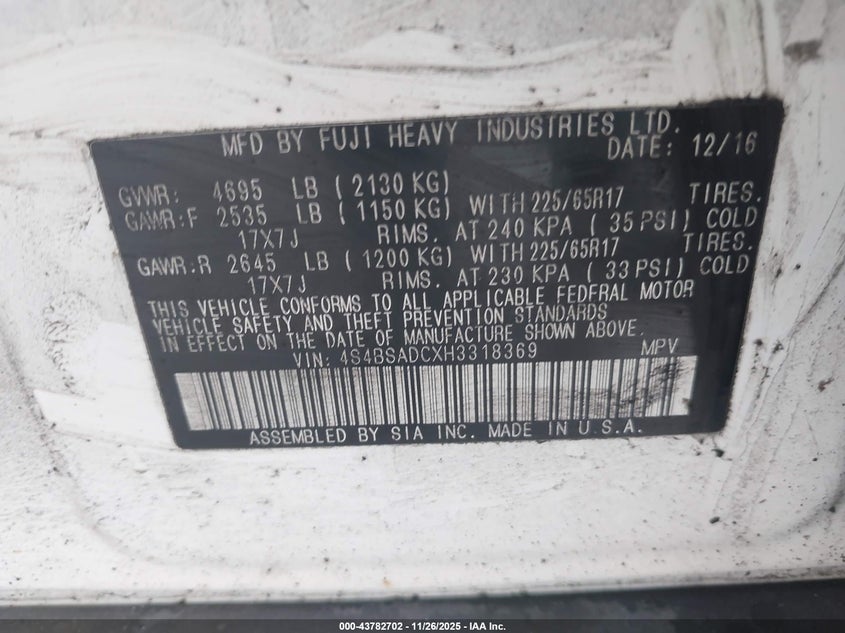 MFD BY FUJI HEAVY INDUSTRIES LTD.
DATE: 12/16
GVWR: 4695 LB ( 2130 KG)
GAWR:F 2535 LB ( 1150 KG) WITH 225/65R17 TIRES.
17X7J RIMS. AT 240 KPA ( 35 PSI) COLD
GAWR:R 2645 LB ( 1200 KG) WITH 225/65R17 TIRES.
17X7J RIMS. AT 230 KPA ( 33 PSI) COLD
THIS VEHICLE CONFORMS TO ALL APPLICABLE FEDERAL MOTOR
VEHICLE SAFETY AND THEFT PREVENTION STANDARDS
IN EFFECT ON THE DATE OF MANUFACTURE SHOWN ABOVE.
VIN: 4S4BSADCXH3318369 MPV
ASSEMBLED BY SIA INC. MADE IN U.S.A.
000-43782702 - 11/26/2025 - IAA Inc.